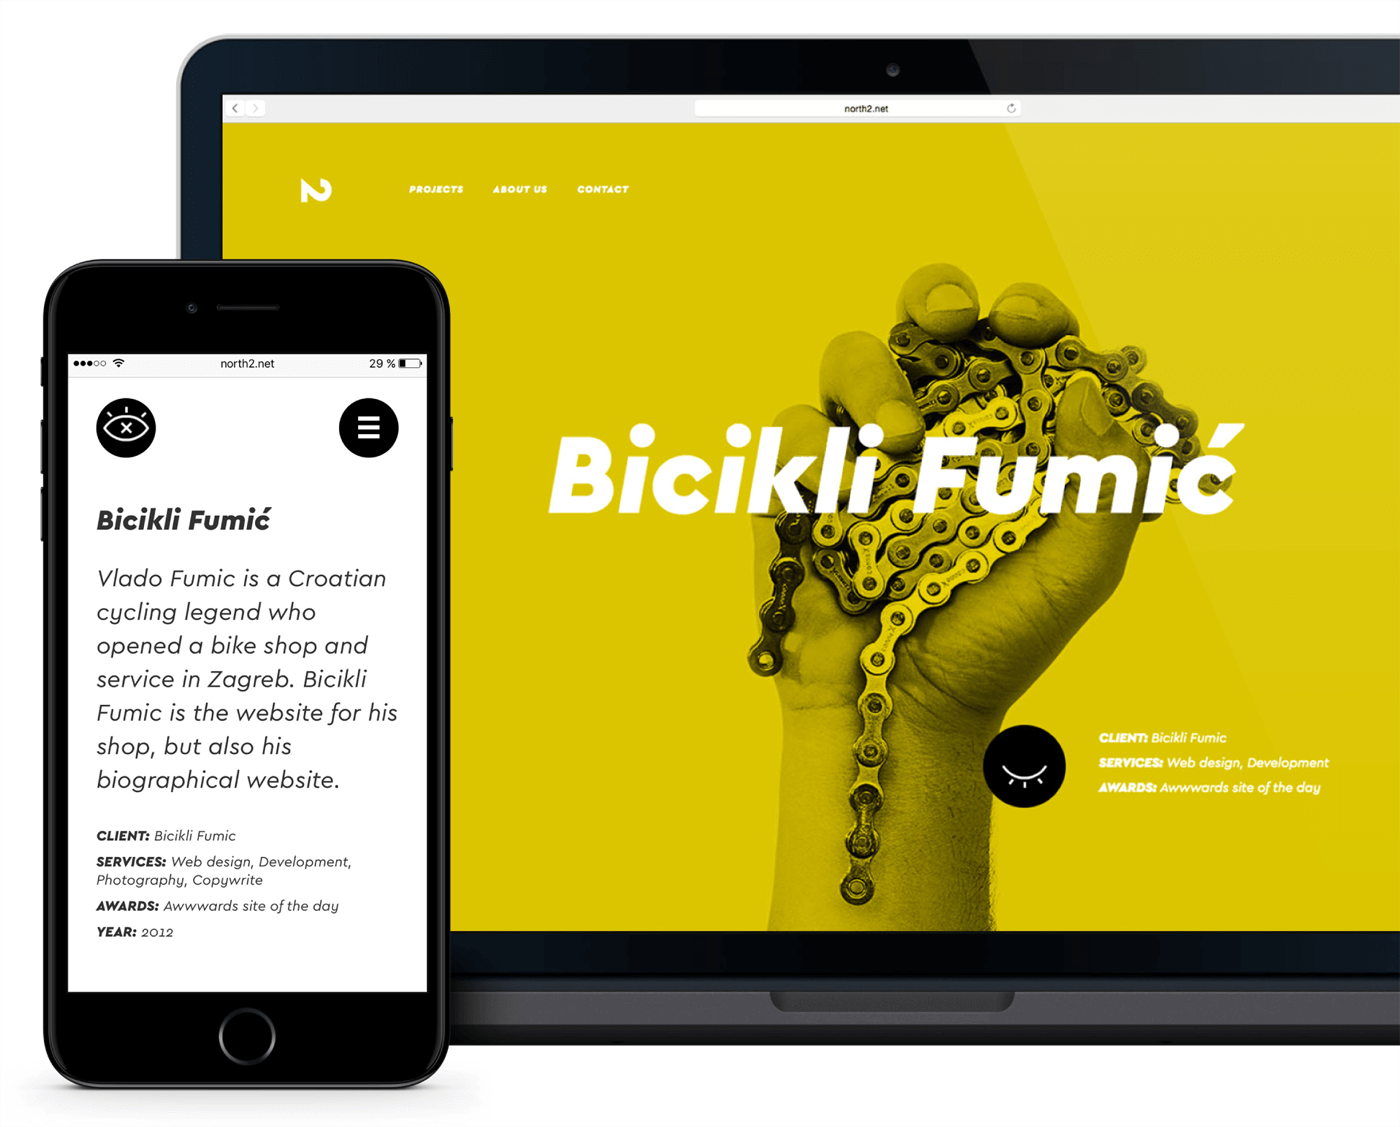 north2.net
PROJECTS ABOUT US CONTACT
Bicikli Fumić
CLIENT: Bicikli Fumic
SERVICES: Web design, Development
AWARDS: Awwwards site of the day
north2.net 29 %
Bicikli Fumić
Vlado Fumic is a Croatian
cycling legend who
opened a bike shop and
service in Zagreb. Bicikli
Fumic is the website for his
shop, but also his
biographical website.
CLIENT: Bicikli Fumic
SERVICES: Web design, Development,
Photography, Copywrite
AWARDS: Awwwards site of the day
YEAR: 2012